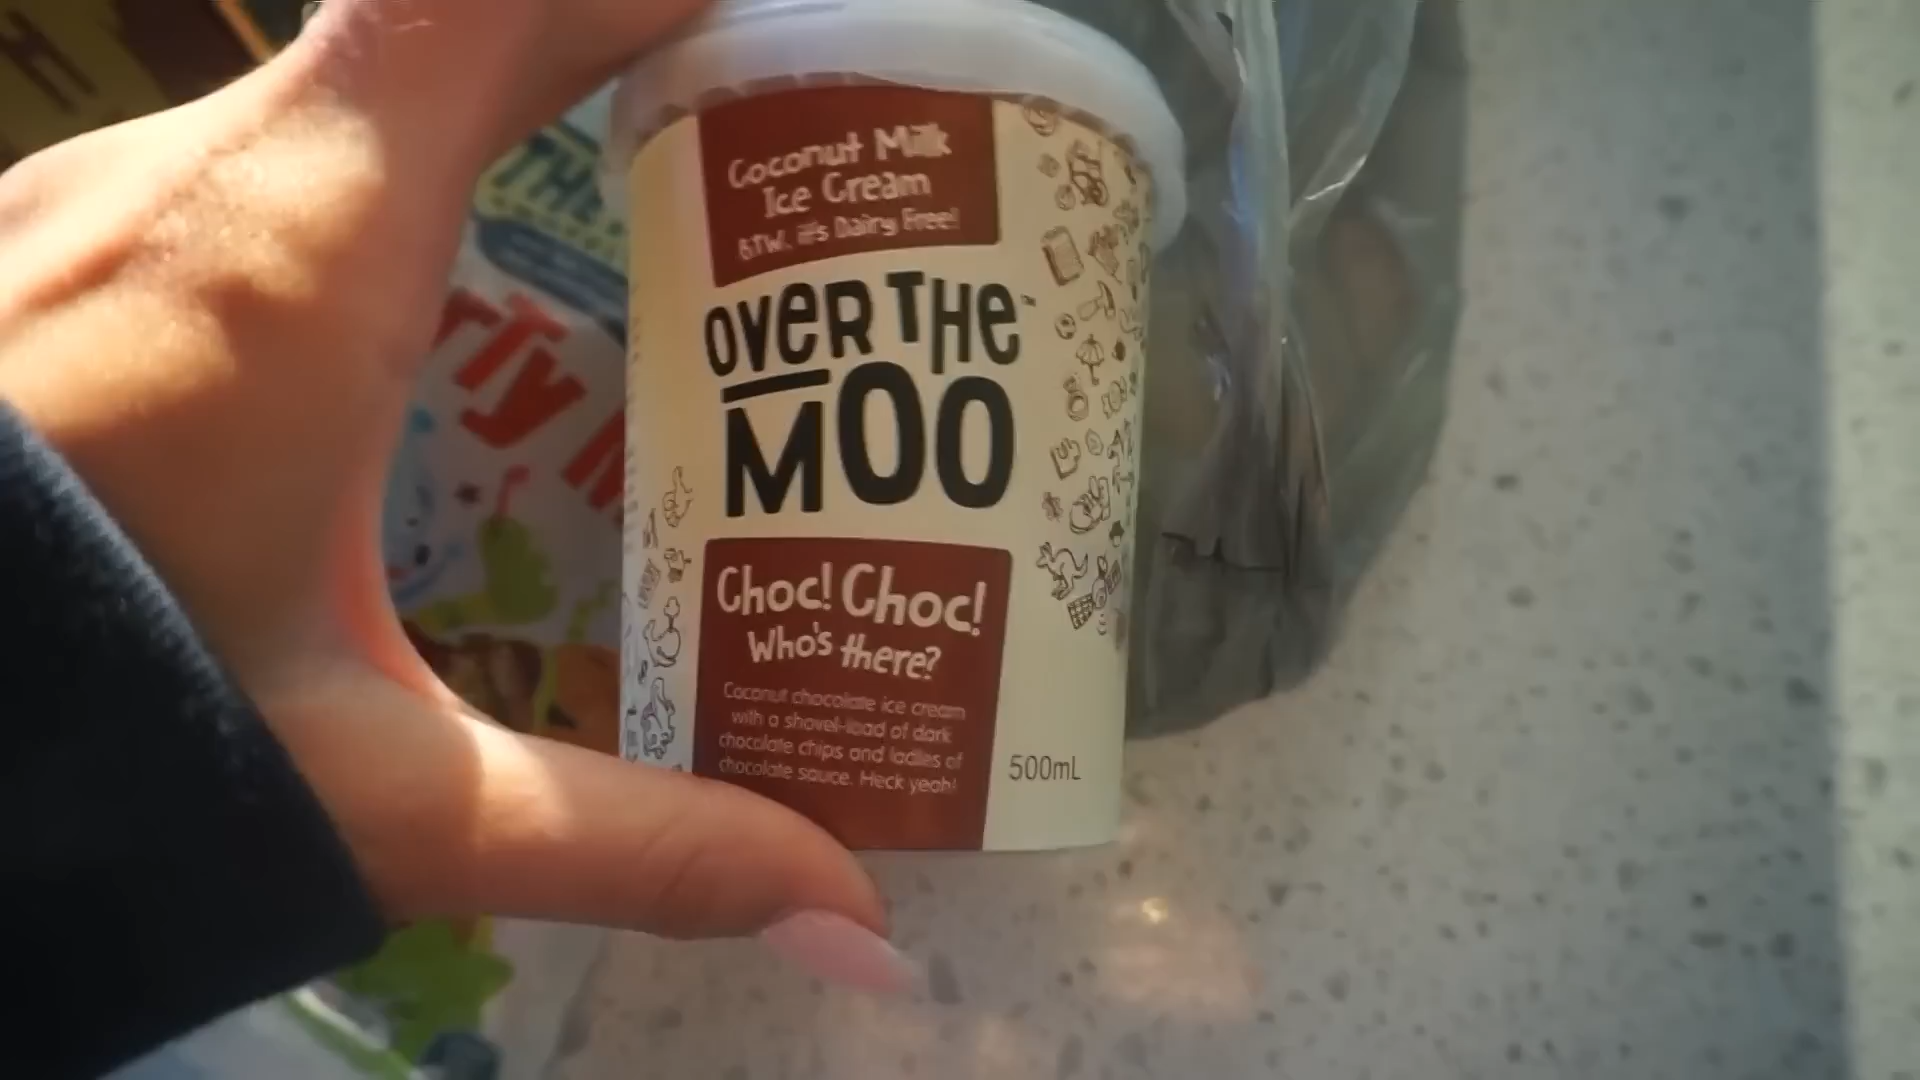 Coconut Milk
Ice Cream
BTW, it's Dairy Free!
OVER THE™
MOO
Choc! Choc!
Who's there?
Coconut chocolate ice cream
with a shovel-load of dark
chocolate chips and ladles of
chocolate sauce. Heck yeah!
500mL
THE
H